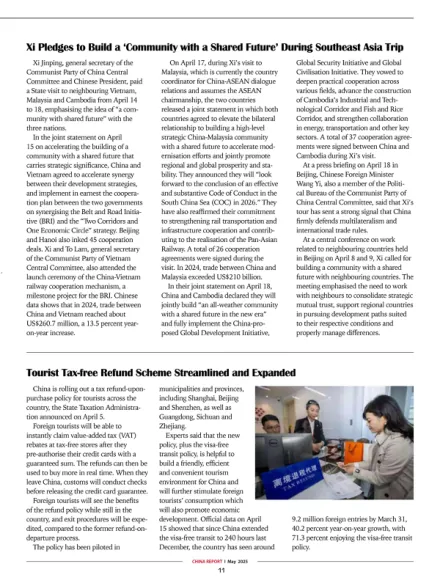 Xi Pledges to Build a ‘Community with a Shared Future’ During Southeast Asia Trip
Xi Jinping, general secretary of the
Communist Party of China Central
Committee and Chinese President, paid
a State visit to neighbouring Vietnam,
Malaysia and Cambodia from April 14
to 18, emphasising the idea of “a com-
munity with shared future” with the
three nations.
In the joint statement on April
15 on accelerating the building of a
community with a shared future that
carries strategic significance, China and
Vietnam agreed to accelerate synergy
between their development strategies,
and implement in earnest the coopera-
tion plan between the two governments
on synergising the Belt and Road Initia-
tive (BRI) and the “Two Corridors and
One Economic Circle” strategy. Beijing
and Hanoi also inked 45 cooperation
deals. Xi and To Lam, general secretary
of the Communist Party of Vietnam
Central Committee, also attended the
launch ceremony of the China-Vietnam
railway cooperation mechanism, a
milestone project for the BRI. Chinese
data shows that in 2024, trade between
China and Vietnam reached about
US$260.7 million, a 13.5 percent year-
on-year increase.
On April 17, during Xi’s visit to
Malaysia, which is currently the country
coordinator for China-ASEAN dialogue
relations and assumes the ASEAN
chairmanship, the two countries
released a joint statement in which both
countries agreed to elevate the bilateral
relationship to building a high-level
strategic China-Malaysia community
with a shared future to accelerate mod-
ernisation efforts and jointly promote
regional and global prosperity and sta-
bility. They announced they will “look
forward to the conclusion of an effective
and substantive Code of Conduct in the
South China Sea (COC) in 2026.” They
have also reaffirmed their commitment
to strengthening rail transportation and
infrastructure cooperation and contrib-
uting to the realisation of the Pan-Asian
Railway. A total of 26 cooperation
agreements were signed during the
visit. In 2024, trade between China and
Malaysia exceeded US$210 billion.
In their joint statement on April 18,
China and Cambodia declared they will
jointly build “an all-weather community
with a shared future in the new era”
and fully implement the China-pro-
posed Global Development Initiative,
Global Security Initiative and Global
Civilisation Initiative. They vowed to
deepen practical cooperation across
various fields, advance the construction
of Cambodia’s Industrial and Tech-
nological Corridor and Fish and Rice
Corridor, and strengthen collaboration
in energy, transportation and other key
sectors. A total of 37 cooperation agree-
ments were signed between China and
Cambodia during Xi’s visit.
At a press briefing on April 18 in
Beijing, Chinese Foreign Minister
Wang Yi, also a member of the Politi-
cal Bureau of the Communist Party of
China Central Committee, said that Xi’s
tour has sent a strong signal that China
firmly defends multilateralism and
international trade rules.
At a central conference on work
related to neighbouring countries held
in Beijing on April 8 and 9, Xi called for
building a community with a shared
future with neighbouring countries. The
meeting emphasised the need to work
with neighbours to consolidate strategic
mutual trust, support regional countries
in pursuing development paths suited
to their respective conditions and
properly manage differences.
Tourist Tax-free Refund Scheme Streamlined and Expanded
China is rolling out a tax refund-upon-
purchase policy for tourists across the
country, the State Taxation Administra-
tion announced on April 5.
Foreign tourists will be able to
instantly claim value-added tax (VAT)
rebates at tax-free stores after they
pre-authorise their credit cards with a
guaranteed sum. The refunds can then be
used to buy more in real time. When they
leave China, customs will conduct checks
before releasing the credit card guarantee.
Foreign tourists will see the benefits
of the refund policy while still in the
country, and exit procedures will be expe-
dited, compared to the former refund-on-
departure process.
The policy has been piloted in
municipalities and provinces,
including Shanghai, Beijing
and Shenzhen, as well as
Guangdong, Sichuan and
Zhejiang.
Experts said that the new
policy, plus the visa-free
transit policy, is helpful to
build a friendly, efficient
and convenient tourism
environment for China and
will further stimulate foreign
tourists’ consumption which
will also promote economic
development. Official data on April
15 showed that since China extended
the visa-free transit to 240 hours last
December, the country has seen around
离境退税代理
TAX REFUND
9.2 million foreign entries by March 31,
40.2 percent year-on-year growth, with
71.3 percent enjoying the visa-free transit
policy.
CHINA REPORT | May 2025
11